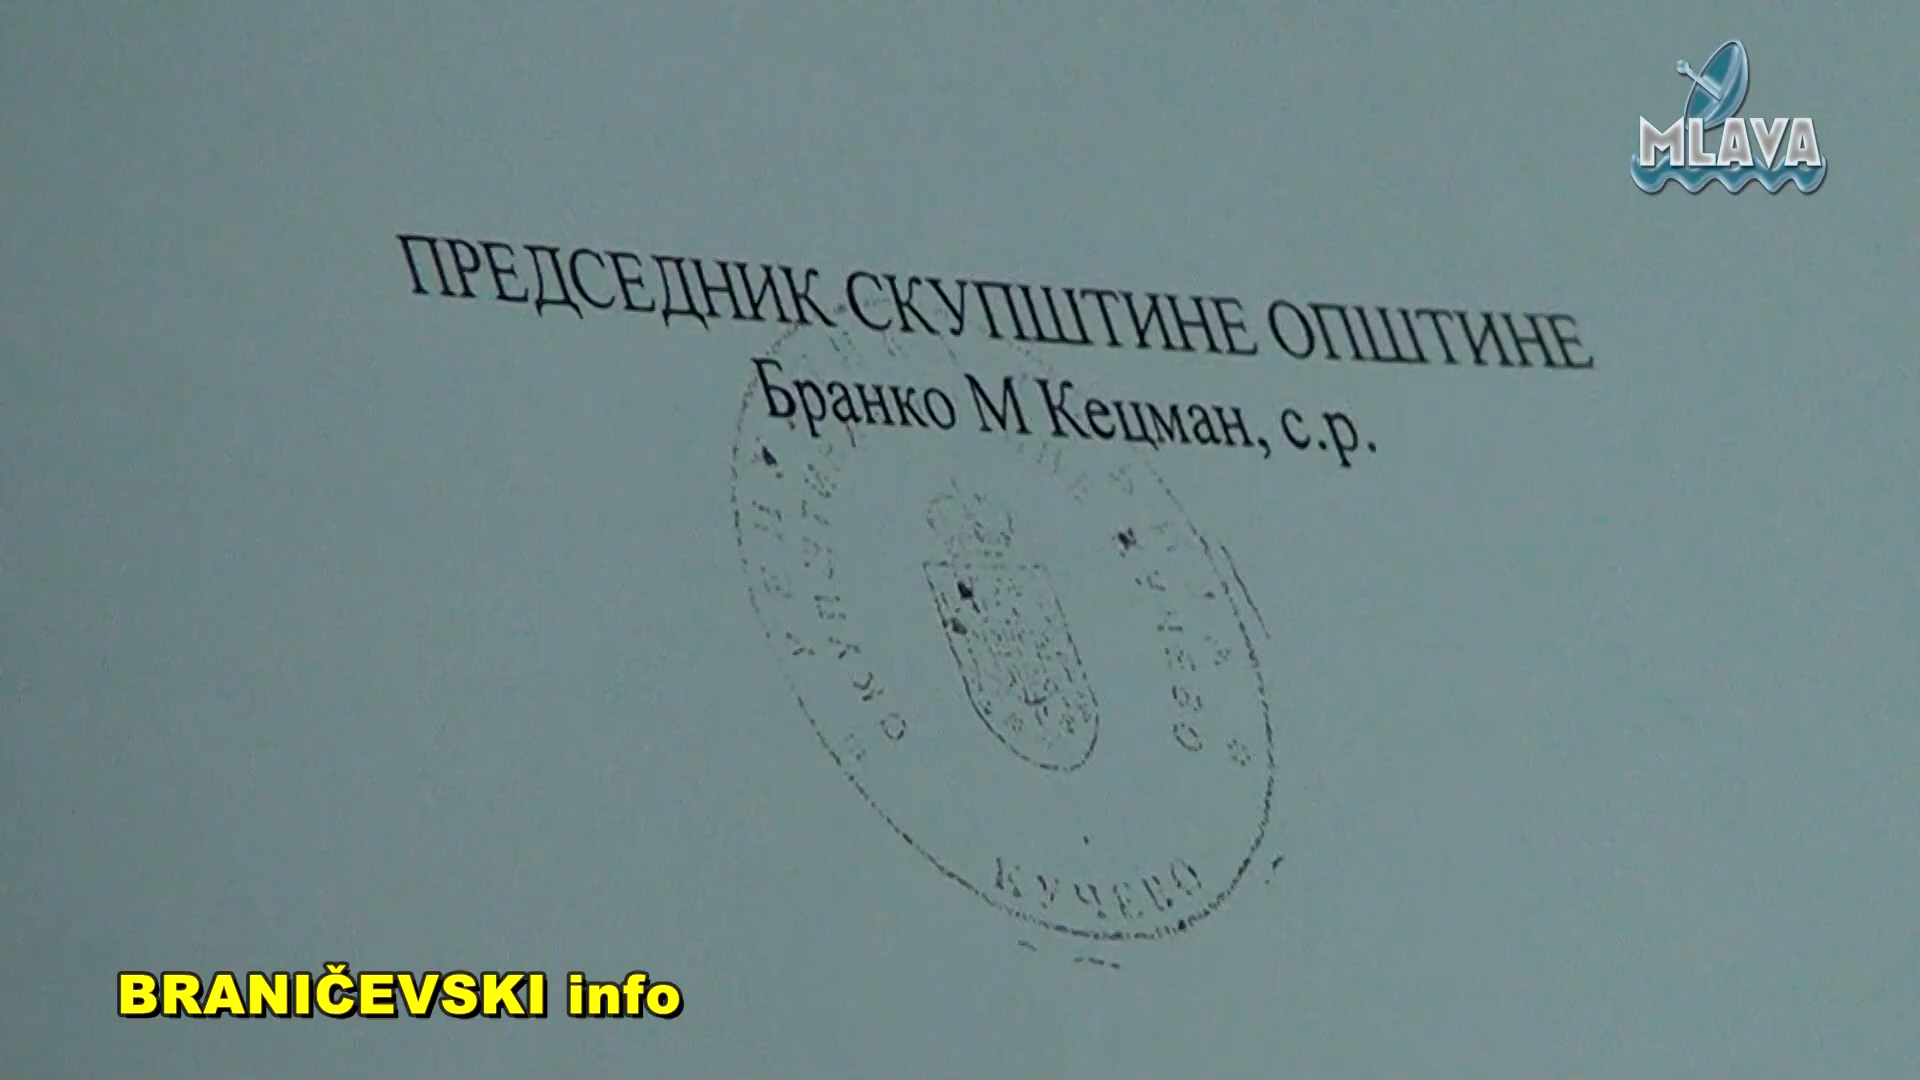 MLAVA
ПРЕДСЕДНИК СКУПШТИНЕ ОПШТИНЕ
Бранко М Кецман, с.р.
КУЧЕВО
BRANIČEVSKI info